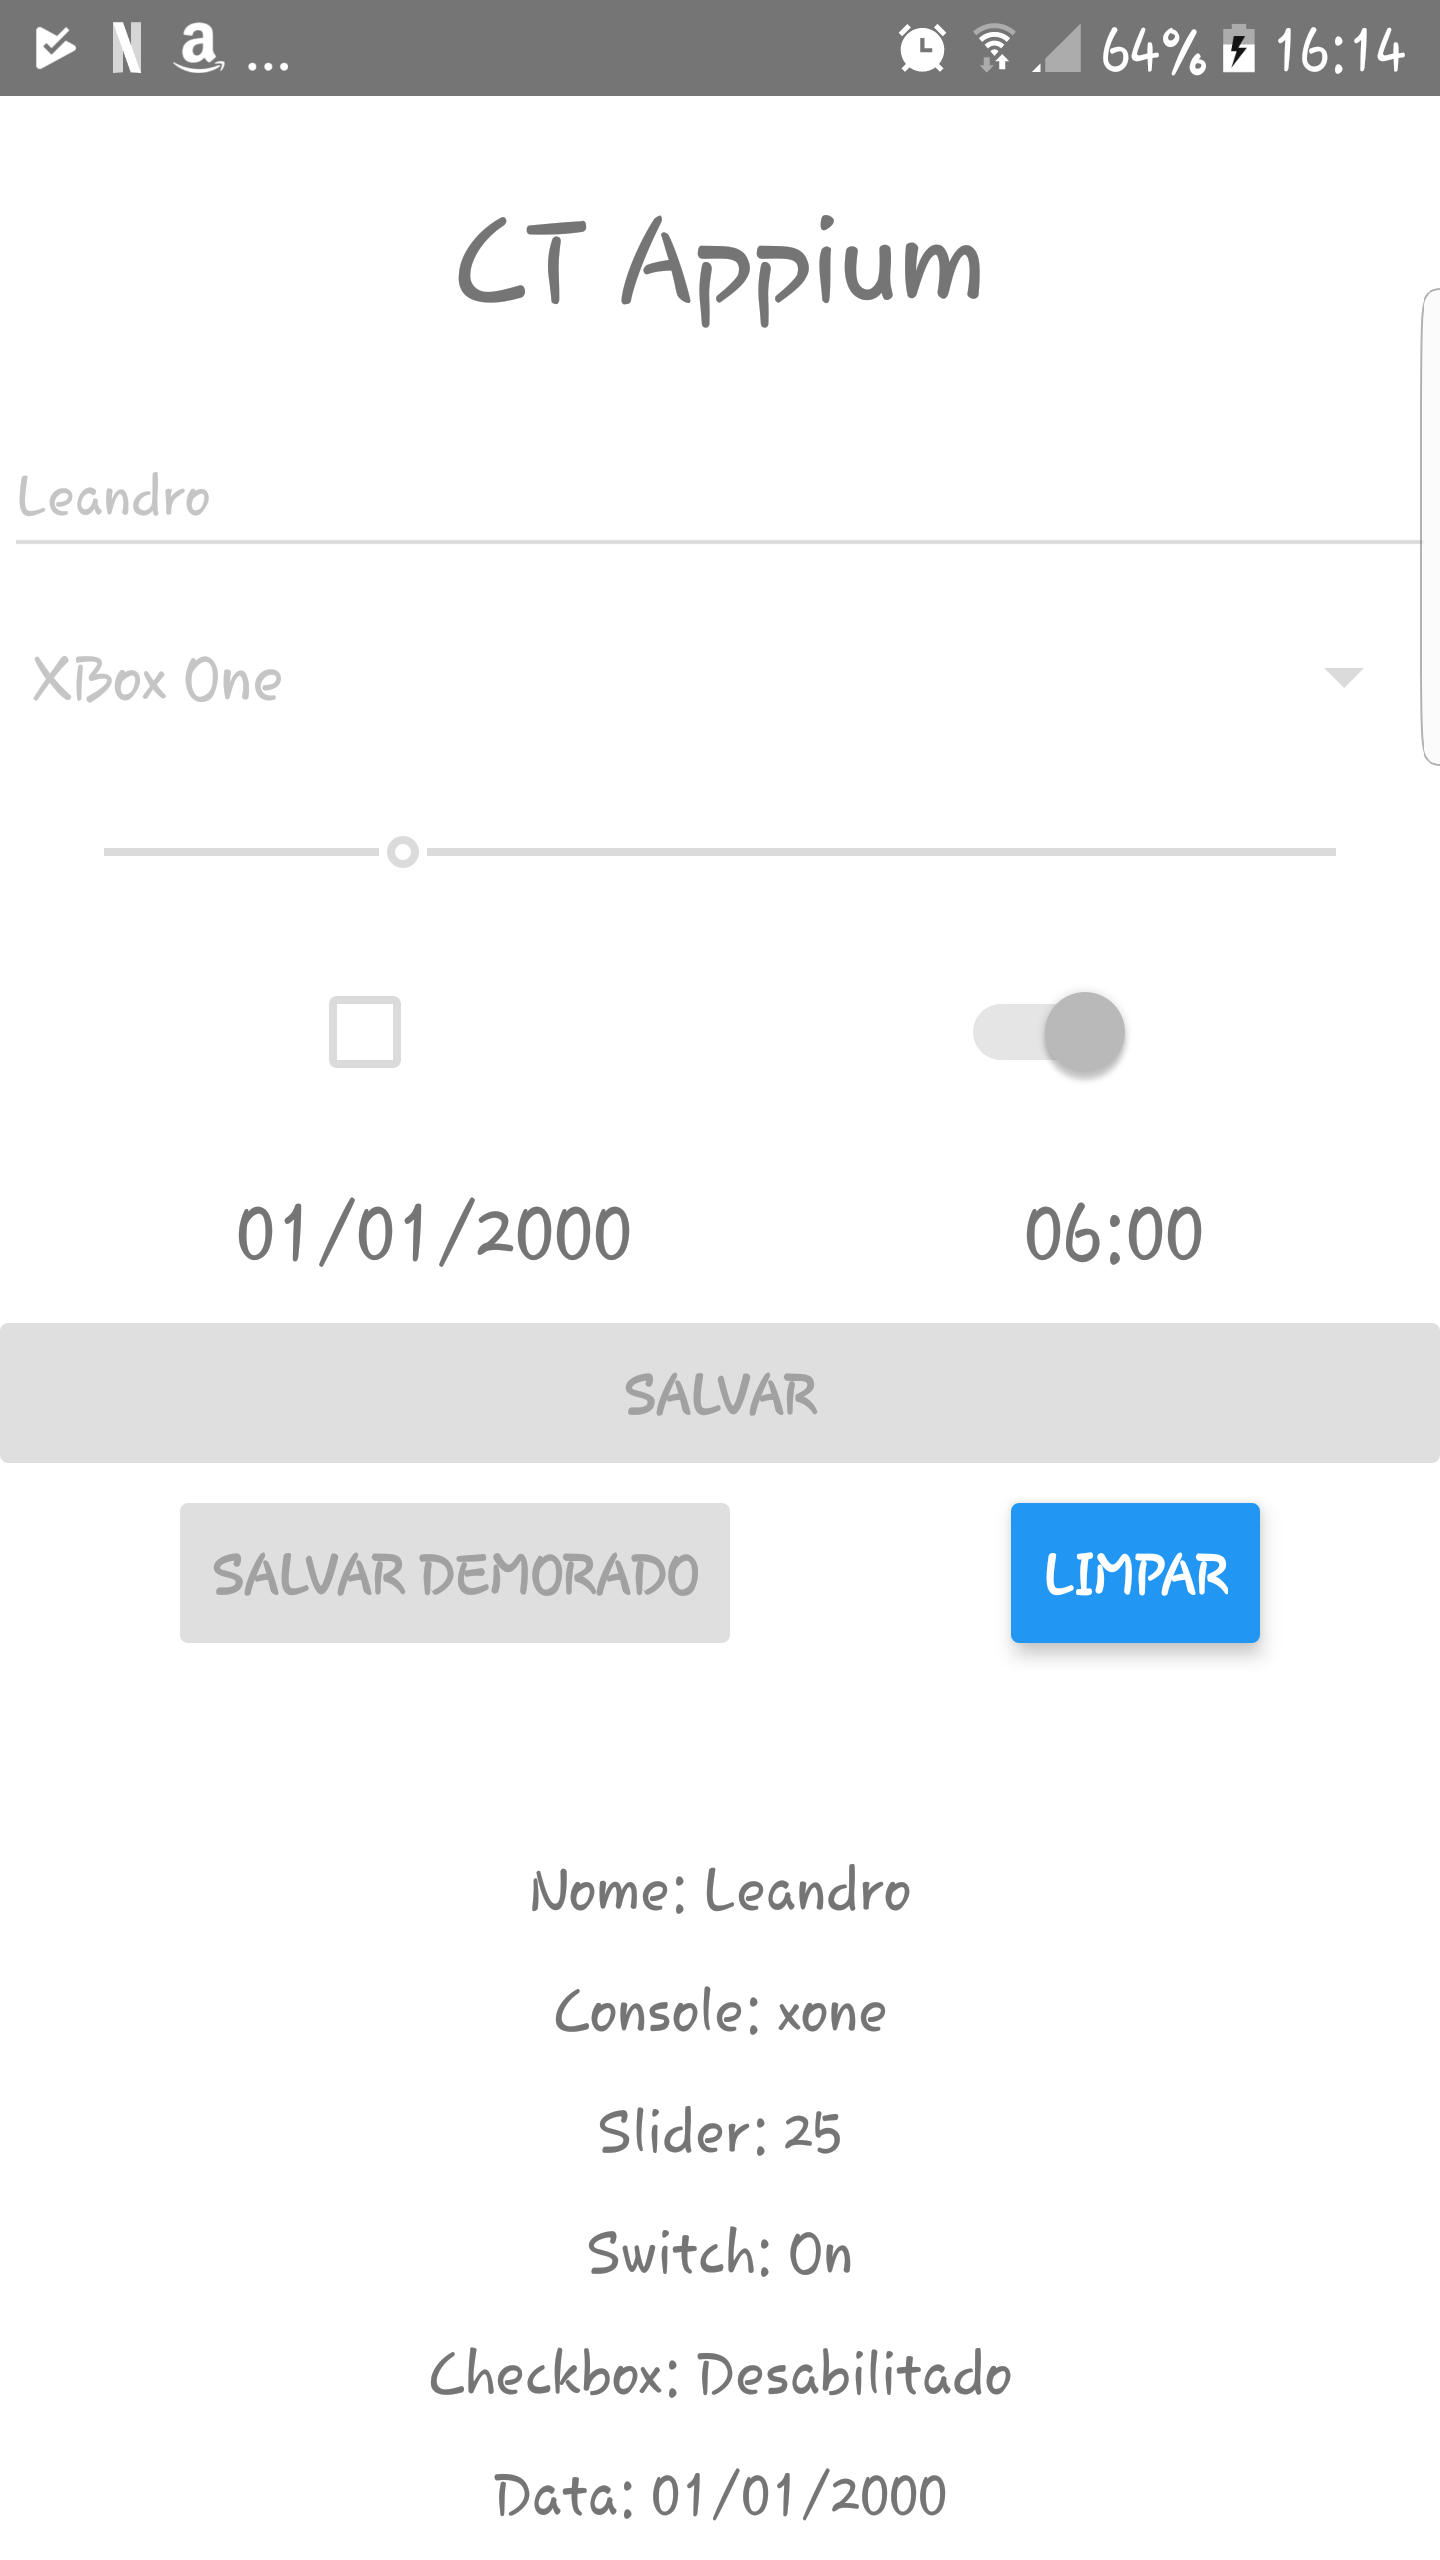 ... 64% 16:14
CT Appium
Leandro
XBox One
01/01/2000 06:00
SALVAR
SALVAR DEMORADO LIMPAR
Nome: Leandro
Console: xone
Slider: 25
Switch: On
Checkbox: Desabilitado
Data: 01/01/2000